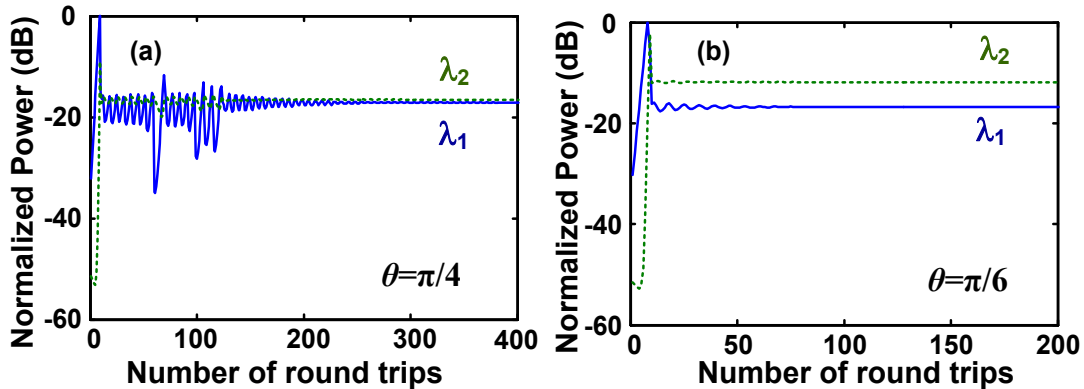 Normalized Power (dB)
0
-20
-40
-60
(a)
λ2
λ1
θ=π/4
0 100 200 300 400
Number of round trips
Normalized Power (dB)
0
-20
-40
-60
(b)
λ2
λ1
θ=π/6
0 50 100 150 200
Number of round trips